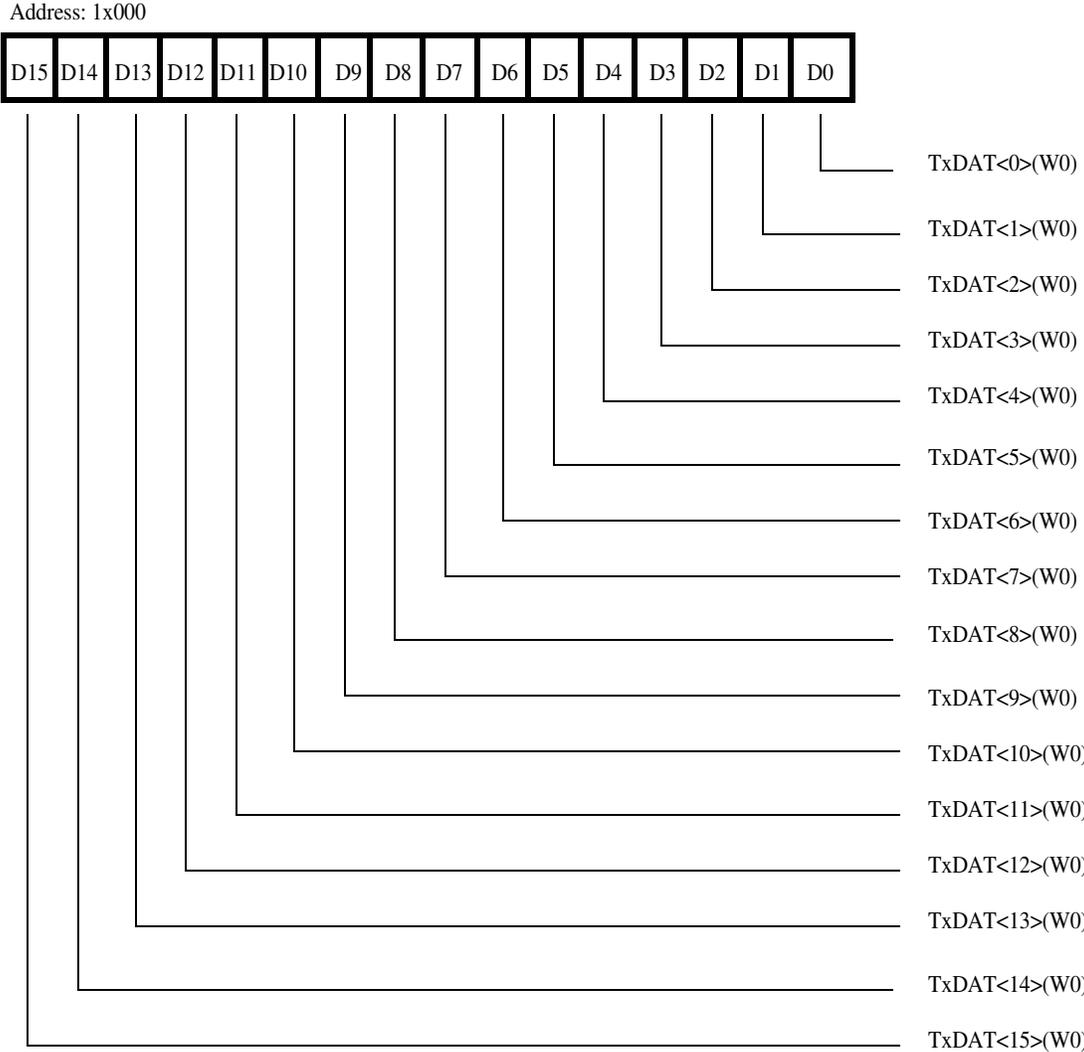 Address: 1x000
D15 D14 D13 D12 D11 D10 D9 D8 D7 D6 D5 D4 D3 D2 D1 D0
TxDAT<0>(W0)
TxDAT<1>(W0)
TxDAT<2>(W0)
TxDAT<3>(W0)
TxDAT<4>(W0)
TxDAT<5>(W0)
TxDAT<6>(W0)
TxDAT<7>(W0)
TxDAT<8>(W0)
TxDAT<9>(W0)
TxDAT<10>(W0)
TxDAT<11>(W0)
TxDAT<12>(W0)
TxDAT<13>(W0)
TxDAT<14>(W0)
TxDAT<15>(W0)